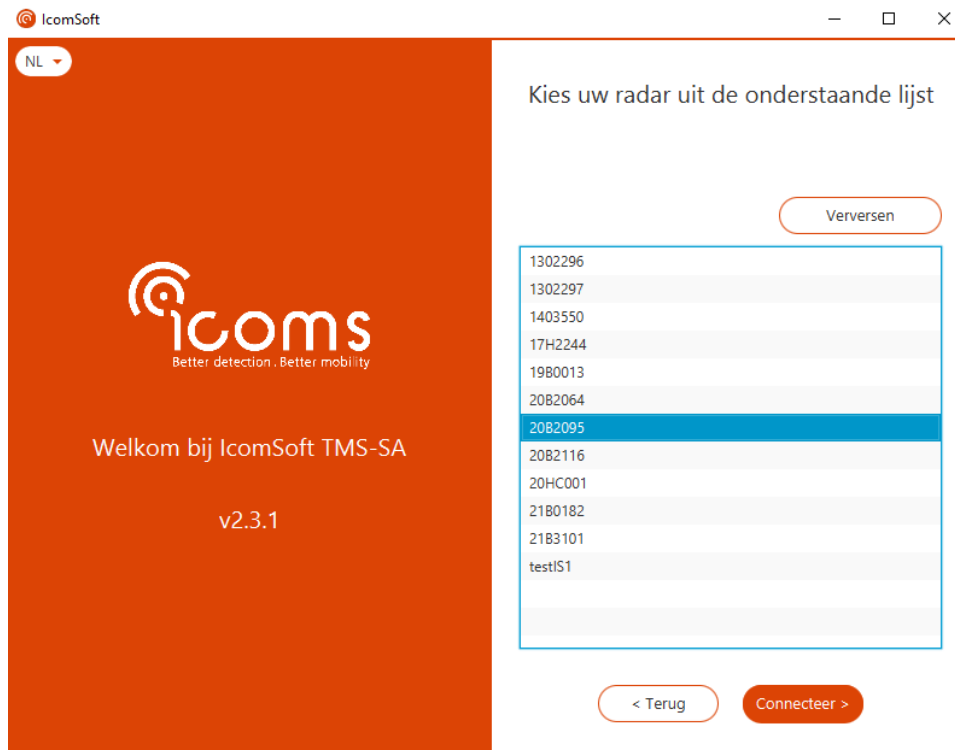 IcomSoft
NL
icoms
Better detection. Better mobility
Welkom bij IcomSoft TMS-SA
v2.3.1
Kies uw radar uit de onderstaande lijst
Verversen
1302296
1302297
1403550
17H2244
19B0013
20B2064
20B2095
20B2116
20HC001
21B0182
21B3101
testIS1
< Terug
Connecteer >